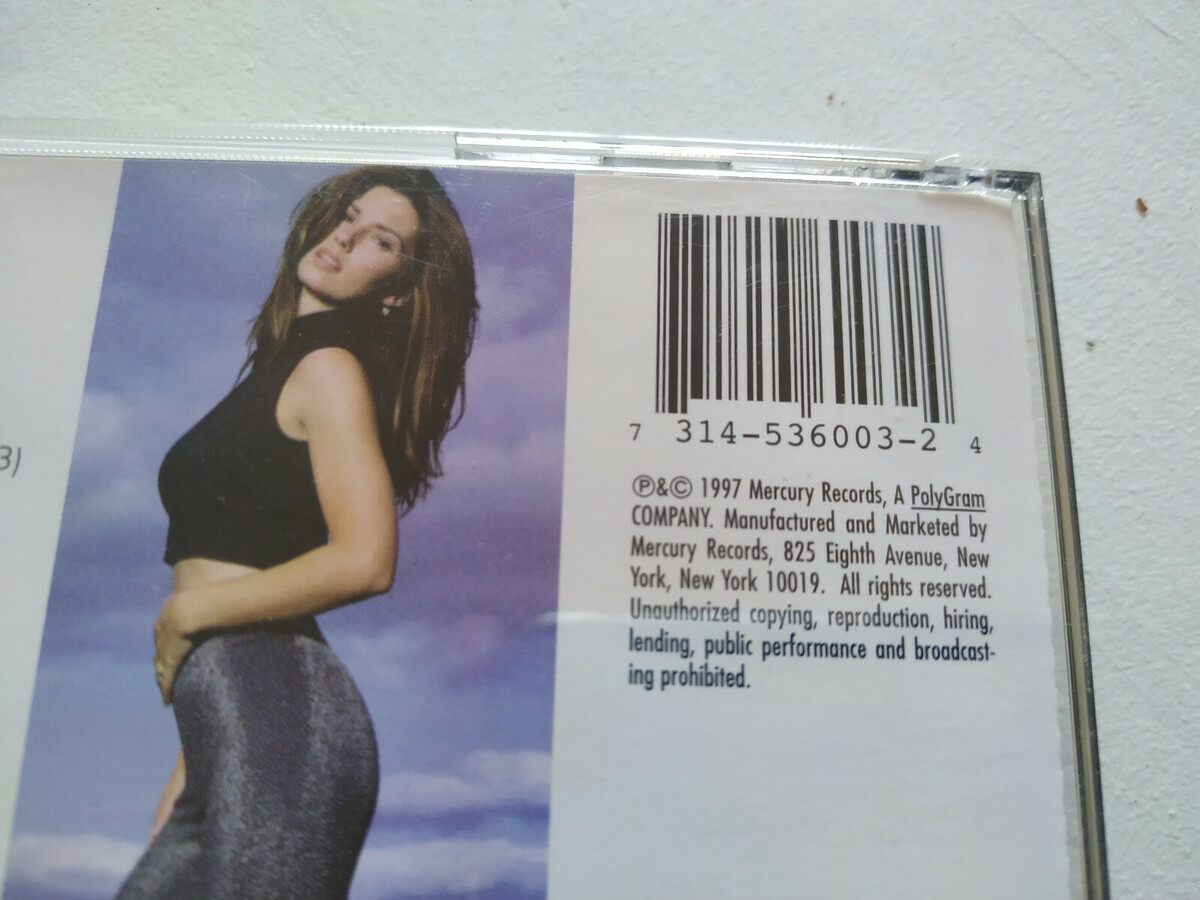 3)
7 314-536003-2 4
℗&© 1997 Mercury Records, A PolyGram
COMPANY. Manufactured and Marketed by
Mercury Records, 825 Eighth Avenue, New
York, New York 10019. All rights reserved.
Unauthorized copying, reproduction, hiring,
lending, public performance and broadcast-
ing prohibited.